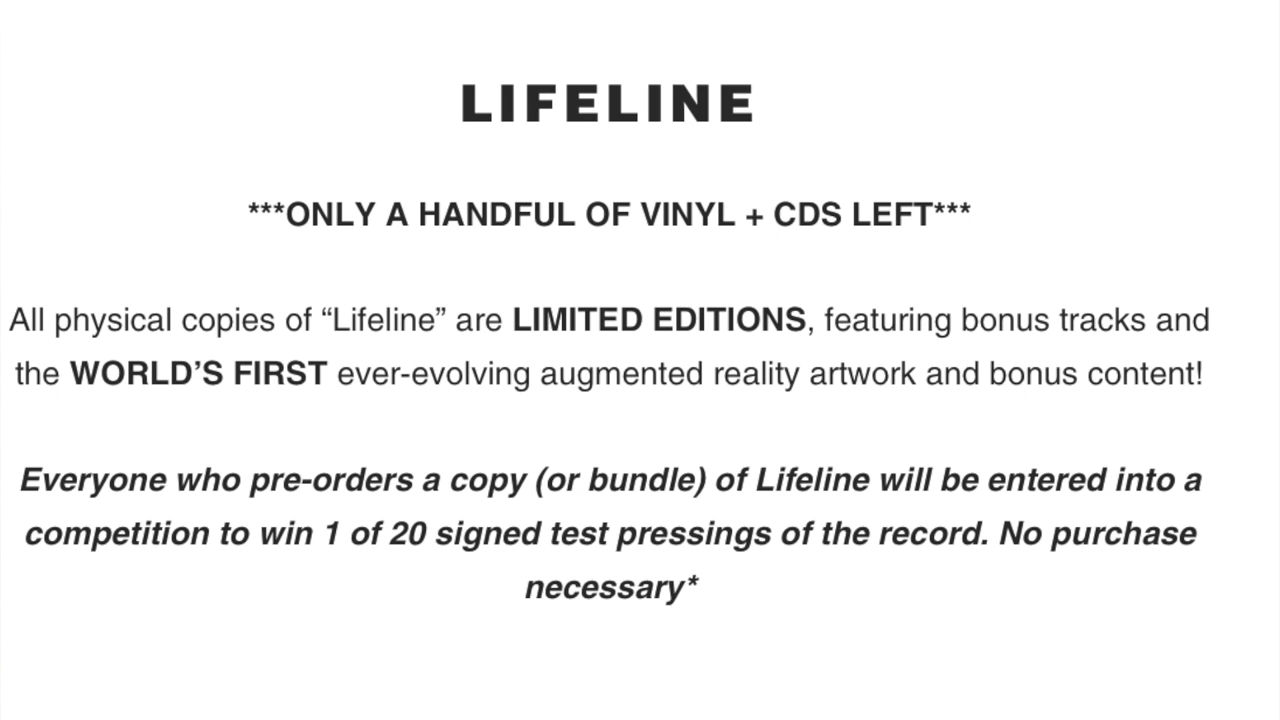 LIFELINE
***ONLY A HANDFUL OF VINYL + CDS LEFT***
All physical copies of “Lifeline” are LIMITED EDITIONS, featuring bonus tracks and
the WORLD’S FIRST ever-evolving augmented reality artwork and bonus content!
Everyone who pre-orders a copy (or bundle) of Lifeline will be entered into a
competition to win 1 of 20 signed test pressings of the record. No purchase
necessary*